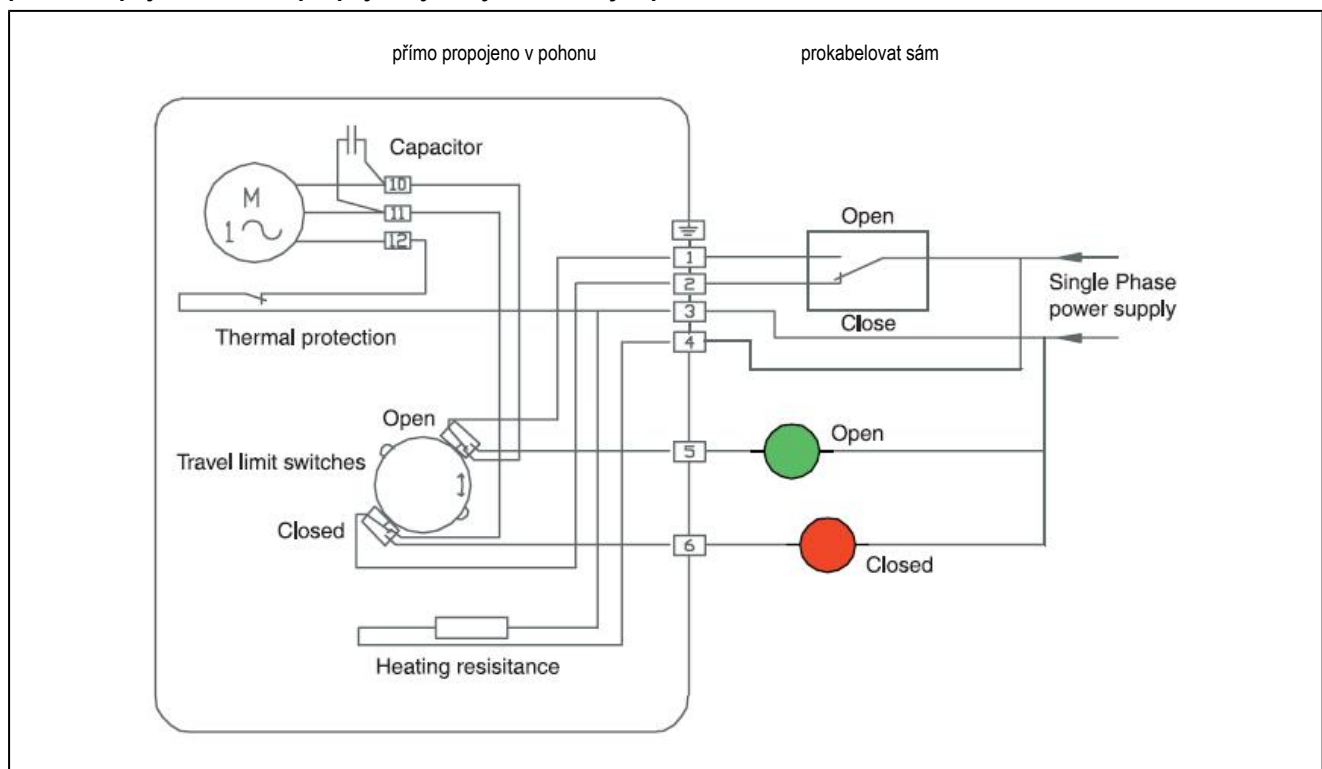 přímo propojeno v pohonu
prokabelovat sám
Capacitor
M
1
10
11
12
Thermal protection
Open
Travel limit switches
Closed
Heating resisitance
1
2
3
4
5
6
Open
Close
Single Phase
power supply
Open
Closed